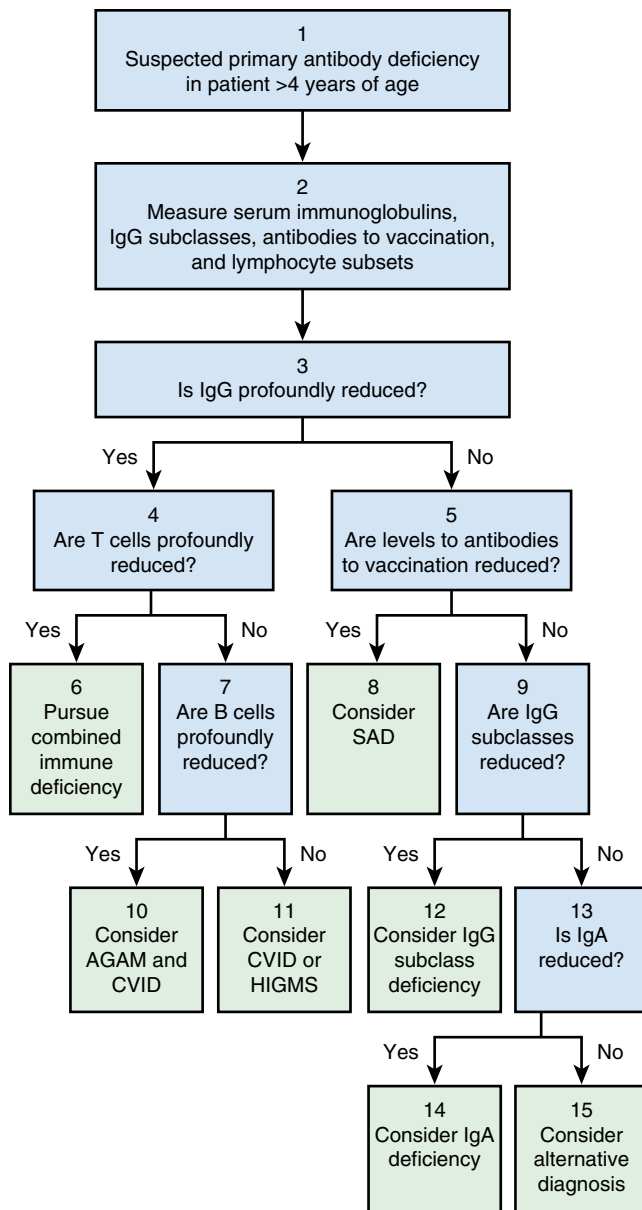 1
Suspected primary antibody deficiency
in patient >4 years of age
2
Measure serum immunoglobulins,
IgG subclasses, antibodies to vaccination,
and lymphocyte subsets
3
Is IgG profoundly reduced?
Yes
No
4
Are T cells profoundly
reduced?
5
Are levels to antibodies
to vaccination reduced?
Yes
No
Yes
No
6
Pursue
combined
immune
deficiency
7
Are B cells
profoundly
reduced?
8
Consider
SAD
9
Are IgG
subclasses
reduced?
Yes
No
Yes
No
10
Consider
AGAM and
CVID
11
Consider
CVID or
HIGMS
12
Consider IgG
subclass
deficiency
13
Is IgA
reduced?
Yes
No
14
Consider IgA
deficiency
15
Consider
alternative
diagnosis